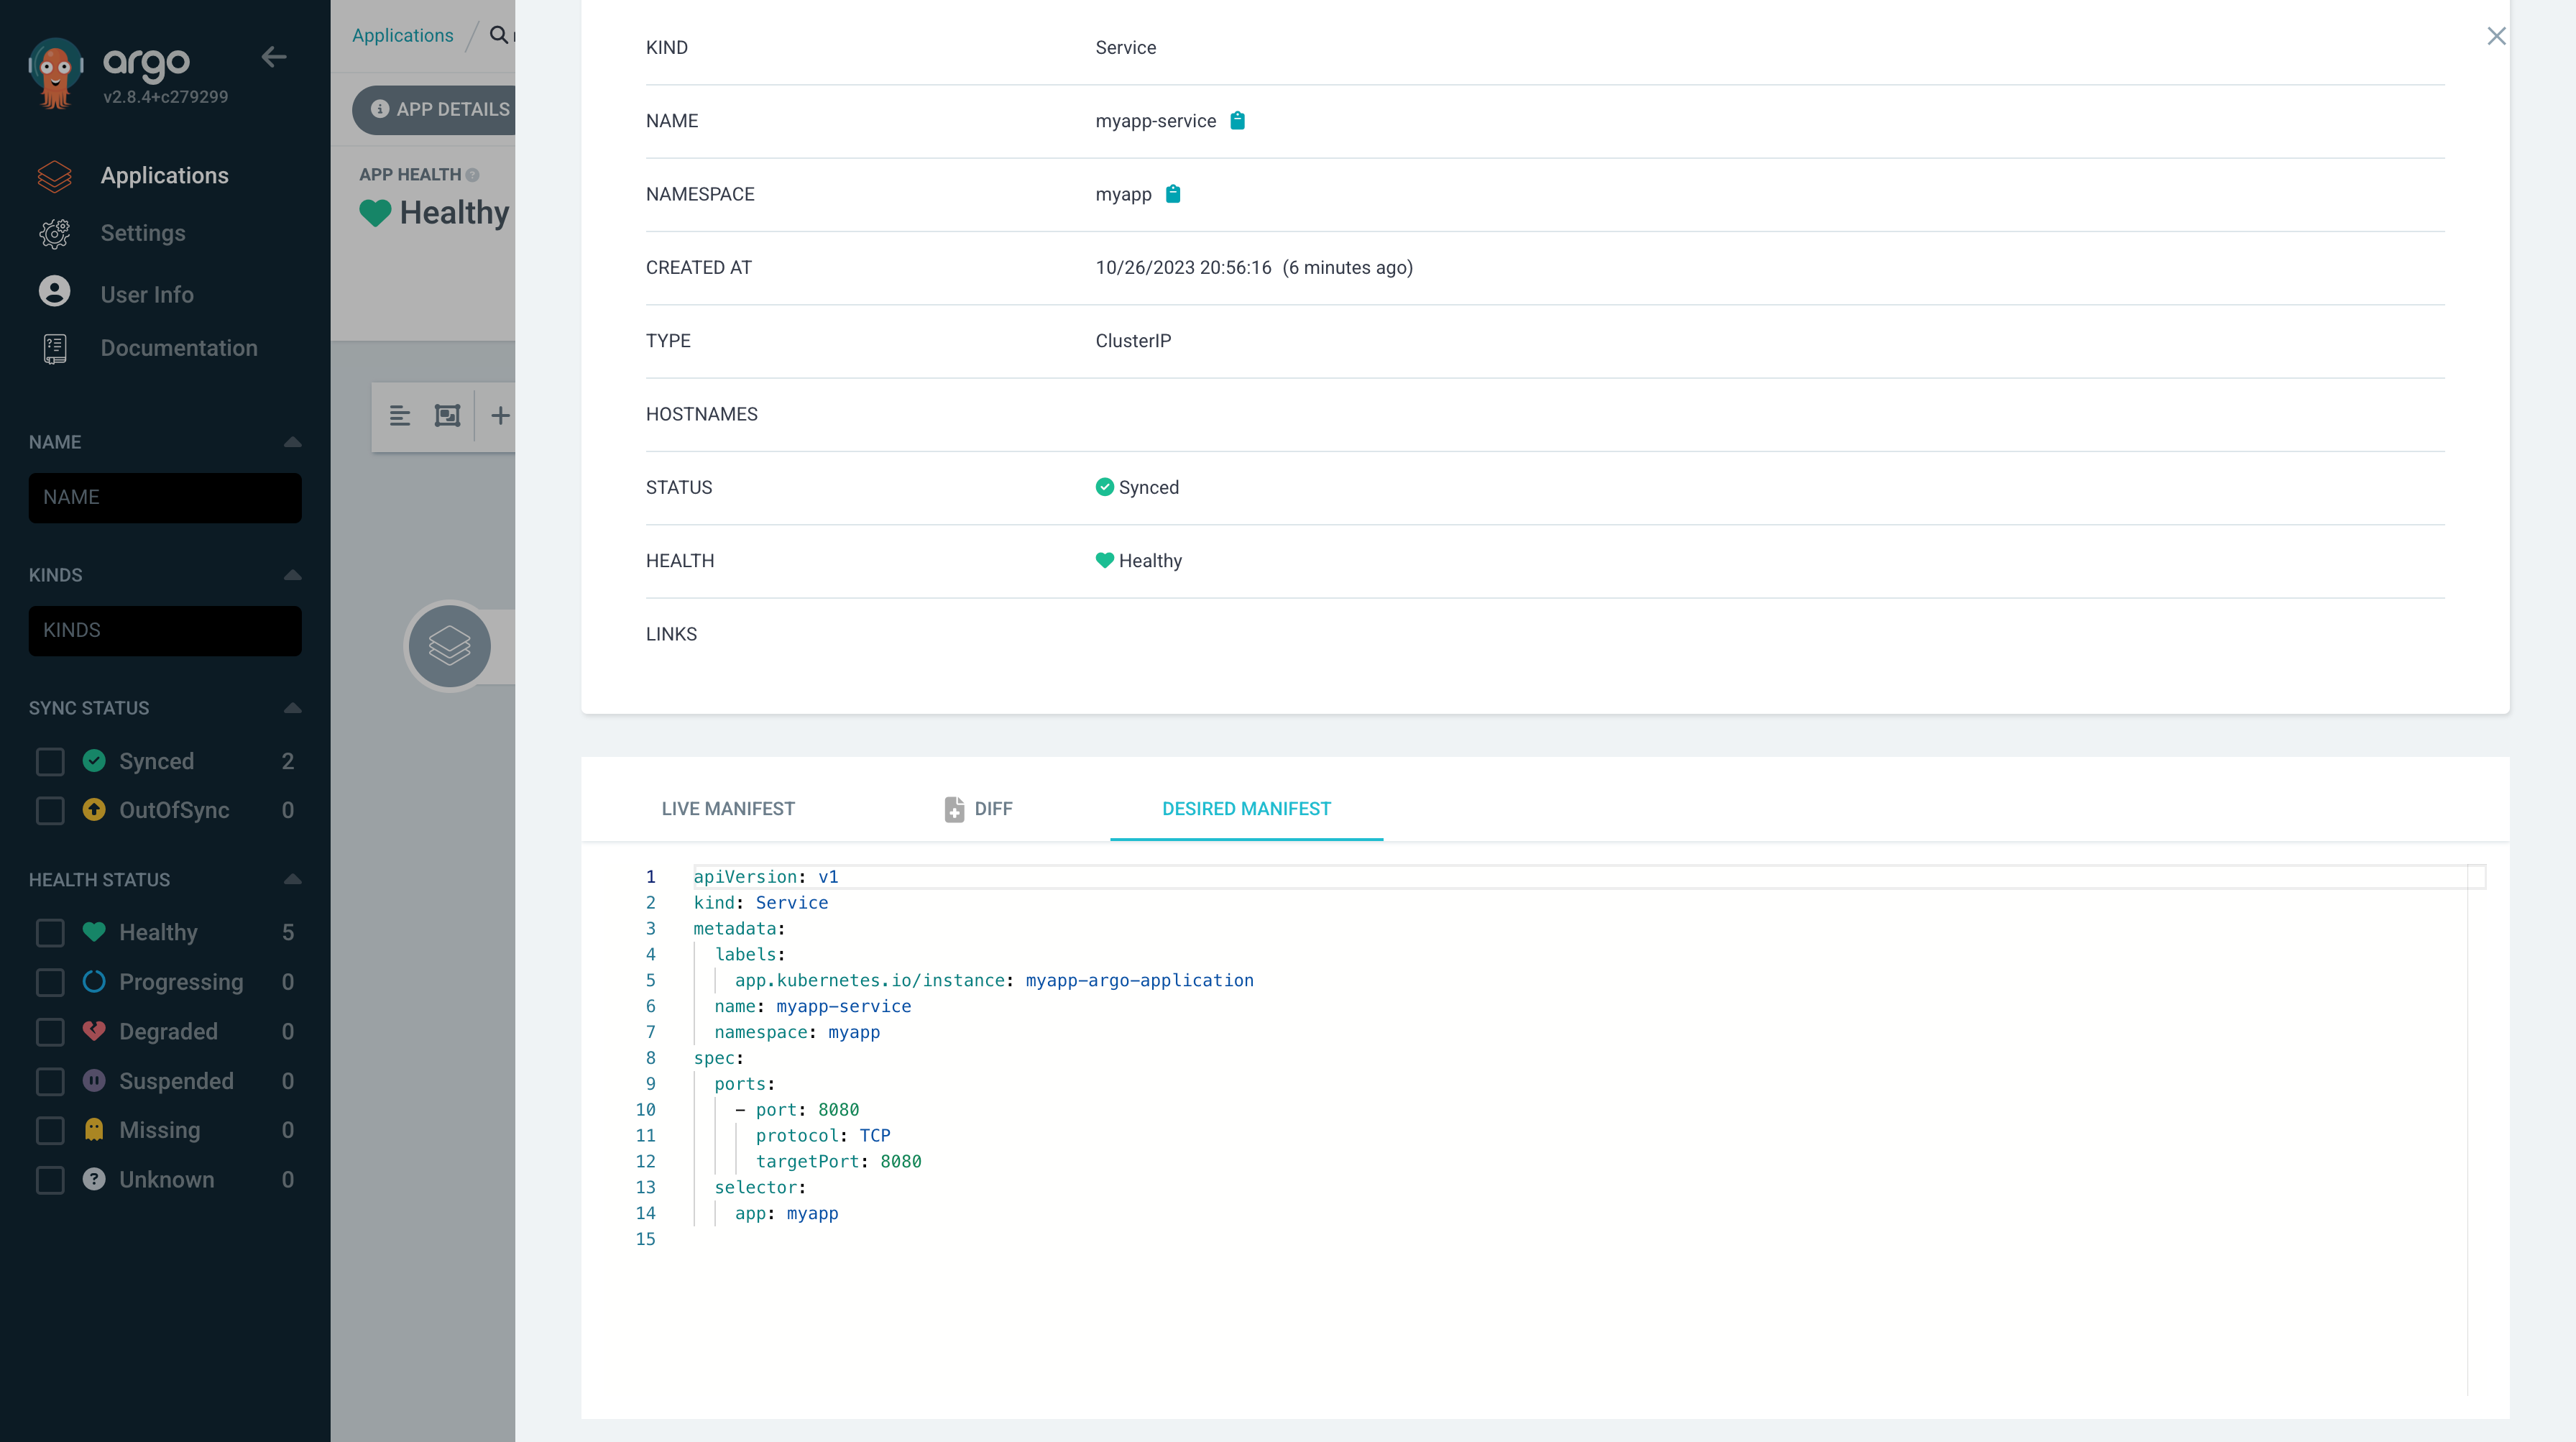 argo
v2.8.4+c279299
Applications
Settings
User Info
Documentation
NAME
NAME
KINDS
KINDS
SYNC STATUS
Synced 2
OutOfSync 0
HEALTH STATUS
Healthy 5
Progressing 0
Degraded 0
Suspended 0
Missing 0
Unknown 0
Applications
APP DETAILS
APP HEALTH
Healthy
KIND Service
NAME myapp-service
NAMESPACE myapp
CREATED AT 10/26/2023 20:56:16 (6 minutes ago)
TYPE ClusterIP
HOSTNAMES
STATUS Synced
HEALTH Healthy
LINKS
LIVE MANIFEST DIFF DESIRED MANIFEST
1 apiVersion: v1
2 kind: Service
3 metadata:
4 labels:
5 app.kubernetes.io/instance: myapp-argo-application
6 name: myapp-service
7 namespace: myapp
8 spec:
9 ports:
10 - port: 8080
11 protocol: TCP
12 targetPort: 8080
13 selector:
14 app: myapp
15